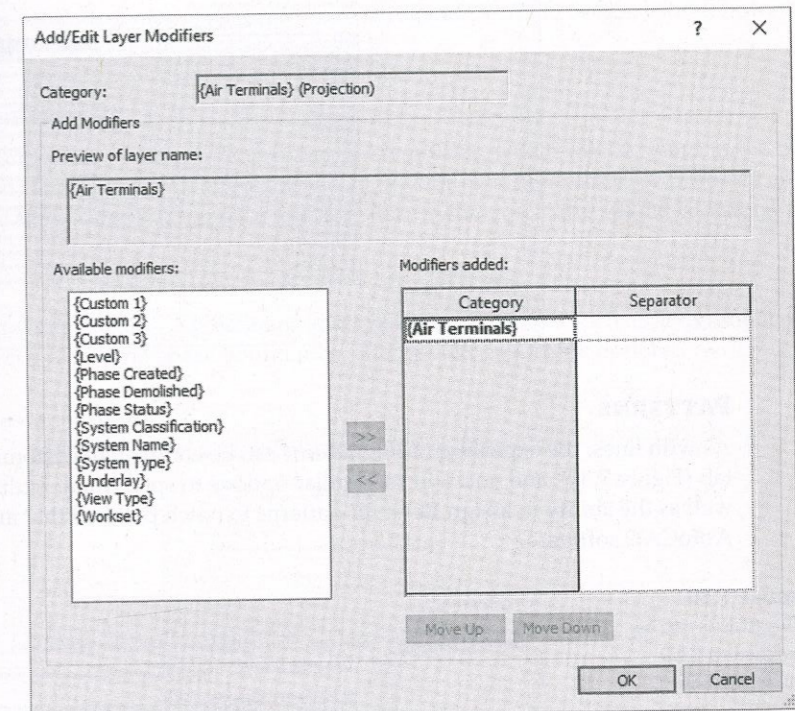 Add/Edit Layer Modifiers
? ×
Category: {Air Terminals} (Projection)
Add Modifiers
Preview of layer name:
{Air Terminals}
Available modifiers:
{Custom 1}
{Custom 2}
{Custom 3}
{Level}
{Phase Created}
{Phase Demolished}
{Phase Status}
{System Classification}
{System Name}
{System Type}
{Underlay}
{View Type}
{Workset}
>>
<<
Modifiers added:
Category Separator
{Air Terminals}
Move Up Move Down
OK Cancel